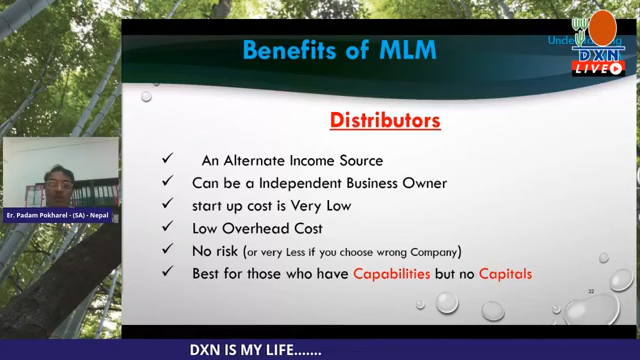 Benefits of MLM
DXN
LIVE
Distributors
✓ An Alternate Income Source
✓ Can be a Independent Business Owner
✓ start up cost is Very Low
✓ Low Overhead Cost
✓ No risk (or very Less if you choose wrong Company)
✓ Best for those who have Capabilities but no Capitals
32
Er. Padam Pokharel - (SA) - Nepal
DXN IS MY LIFE.......